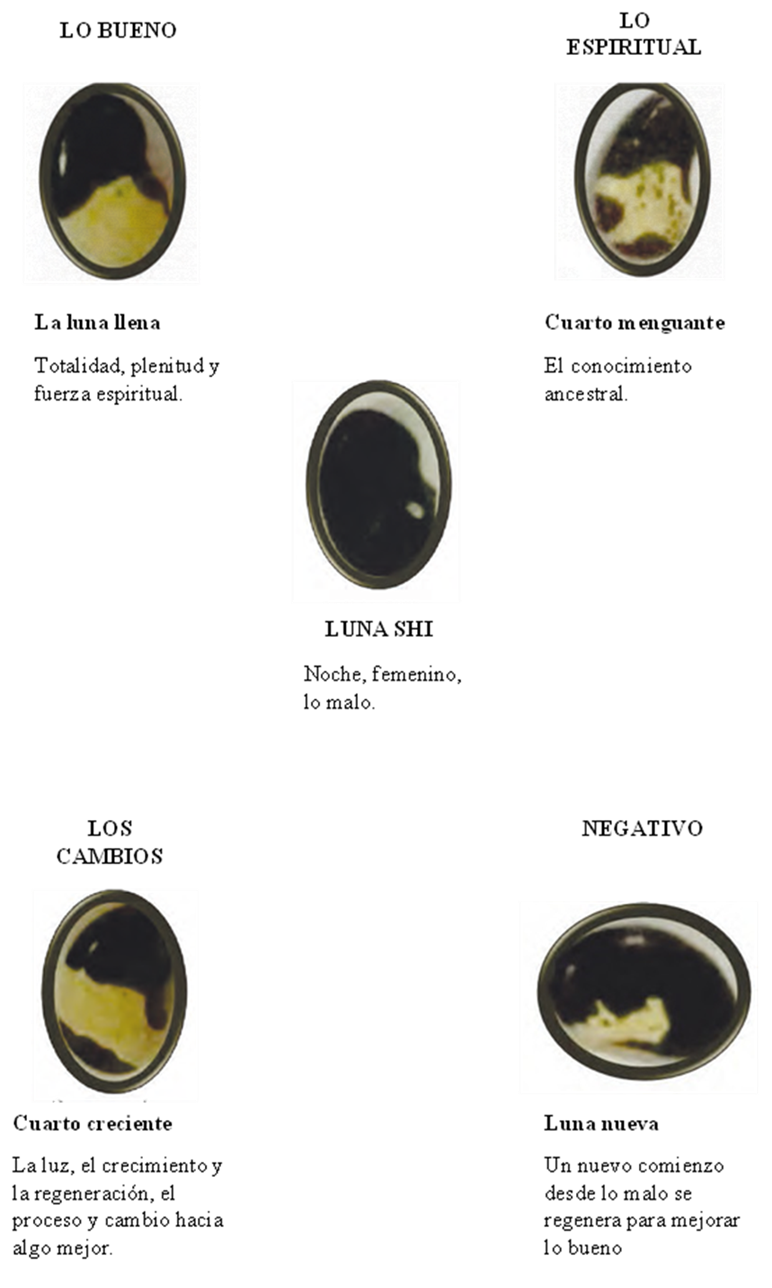 LO BUENO
LO
ESPIRITUAL
La luna llena
Totalidad, plenitud y
fuerza espiritual.
Cuarto menguante
El conocimiento
ancestral.
LUNA SHI
Noche, femenino,
lo malo.
LOS
CAMBIOS
Cuarto creciente
La luz, el crecimiento y
la regeneración, el
proceso y cambio hacia
algo mejor.
NEGATIVO
Luna nueva
Un nuevo comienzo
desde lo malo se
regenera para mejorar
lo bueno